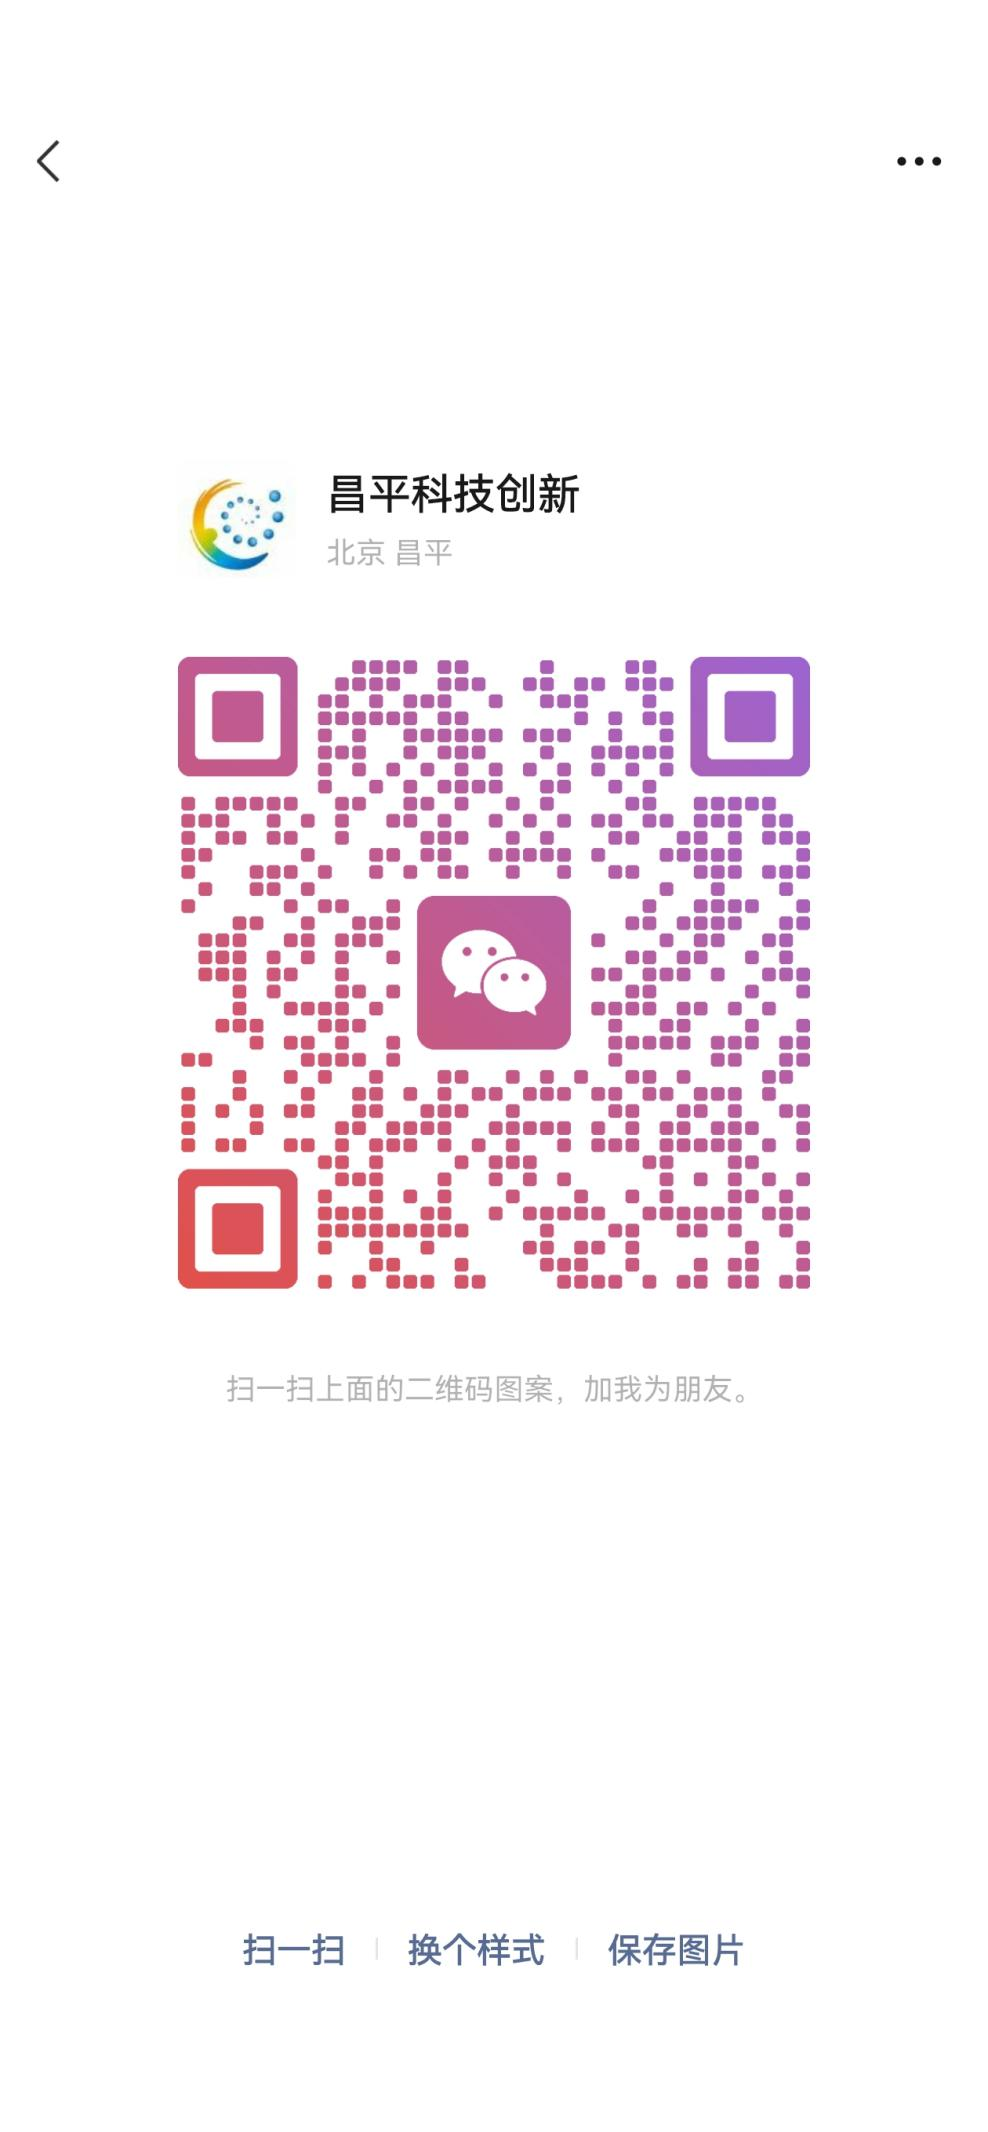 昌平科技创新
北京 昌平
扫一扫上面的二维码图案，加我为朋友。
扫一扫
换个样式
保存图片